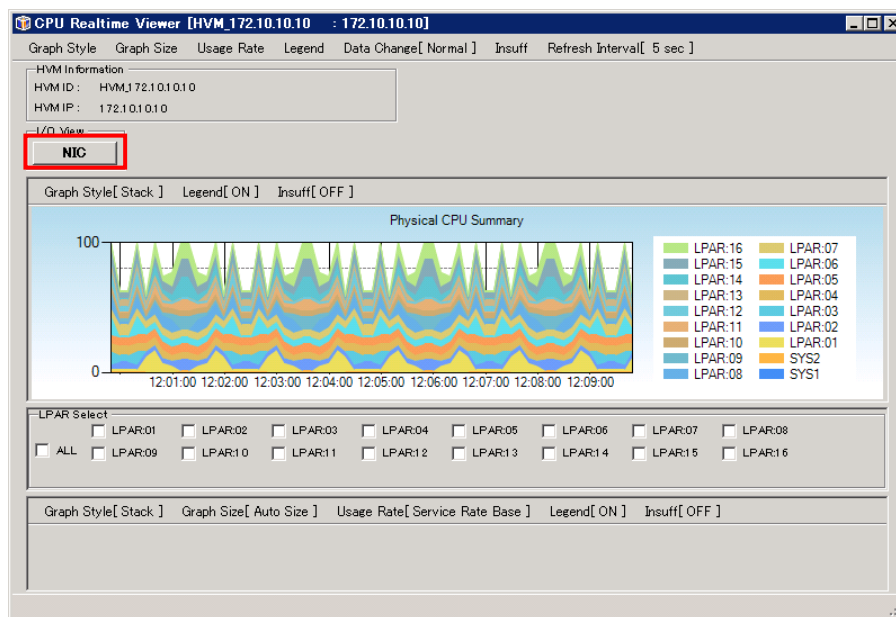 CPU Realtime Viewer [HVM_172.10.10.10 : 172.10.10.10]
Graph Style Graph Size Usage Rate Legend Data Change[ Normal ] Insuff Refresh Interval[ 5 sec ]
HVM Information
HVM ID : HVM_172.10.10.10
HVM IP : 172.10.10.10
I/O View
NIC
Graph Style[ Stack ] Legend[ ON ] Insuff[ OFF ]
Physical CPU Summary
100
0
12:01:00 12:02:00 12:03:00 12:04:00 12:05:00 12:06:00 12:07:00 12:08:00 12:09:00
LPAR:16 LPAR:07
LPAR:15 LPAR:06
LPAR:14 LPAR:05
LPAR:13 LPAR:04
LPAR:12 LPAR:03
LPAR:11 LPAR:02
LPAR:10 LPAR:01
LPAR:09 SYS2
LPAR:08 SYS1
LPAR Select
LPAR:01 LPAR:02 LPAR:03 LPAR:04 LPAR:05 LPAR:06 LPAR:07 LPAR:08
ALL LPAR:09 LPAR:10 LPAR:11 LPAR:12 LPAR:13 LPAR:14 LPAR:15 LPAR:16
Graph Style[ Stack ] Graph Size[ Auto Size ] Usage Rate[ Service Rate Base ] Legend[ ON ] Insuff[ OFF ]